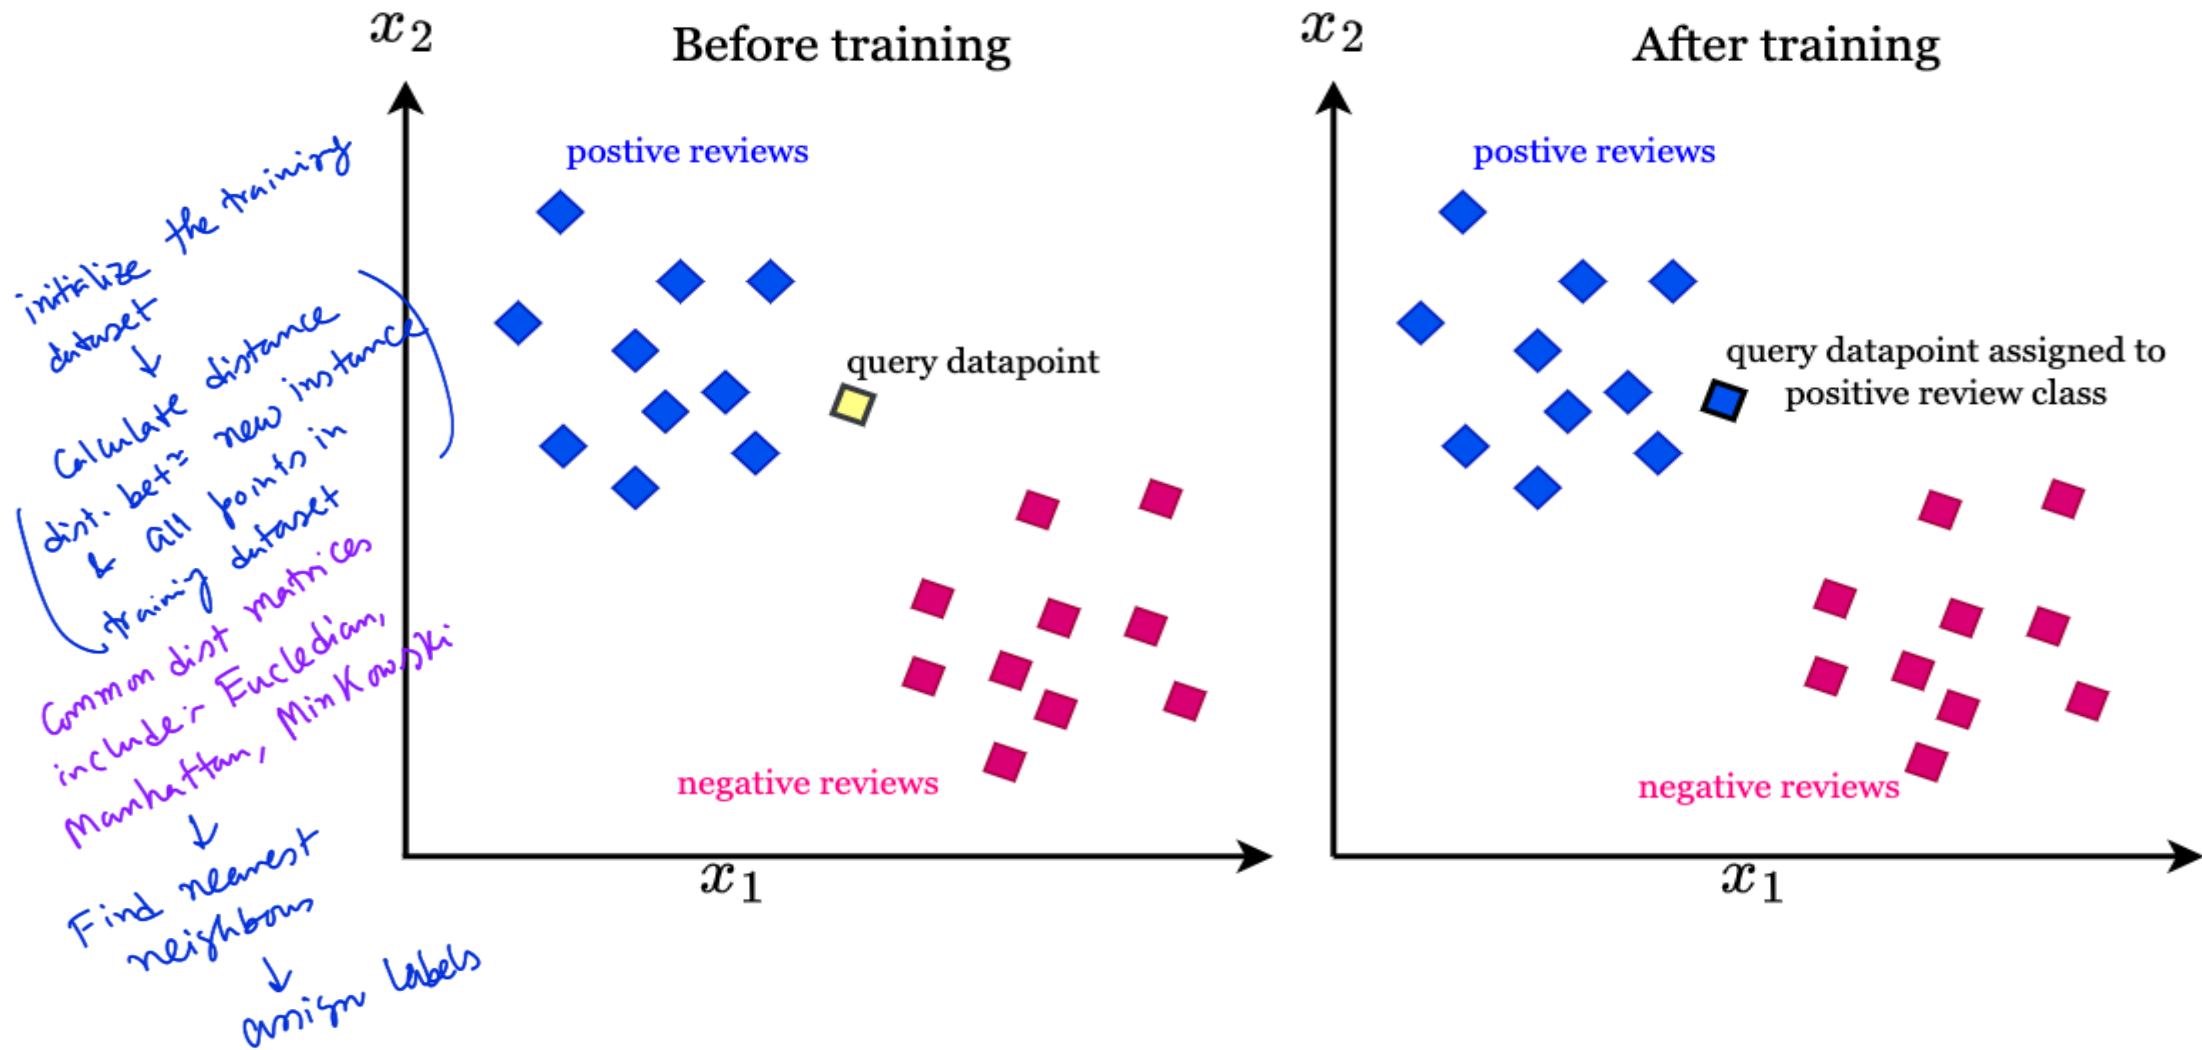 x2
Before training
x2
After training
postive reviews
postive reviews
query datapoint
query datapoint assigned to
positive review class
negative reviews
negative reviews
x1
x1
initialize the training
dataset
↓
Calculate distance
dist. betⁿ new instance
& all points in
training dataset
Common dist matrices
include :- Eucledian,
Manhattan, MinKowski
↓
Find nearest
neighbours
↓
assign labels